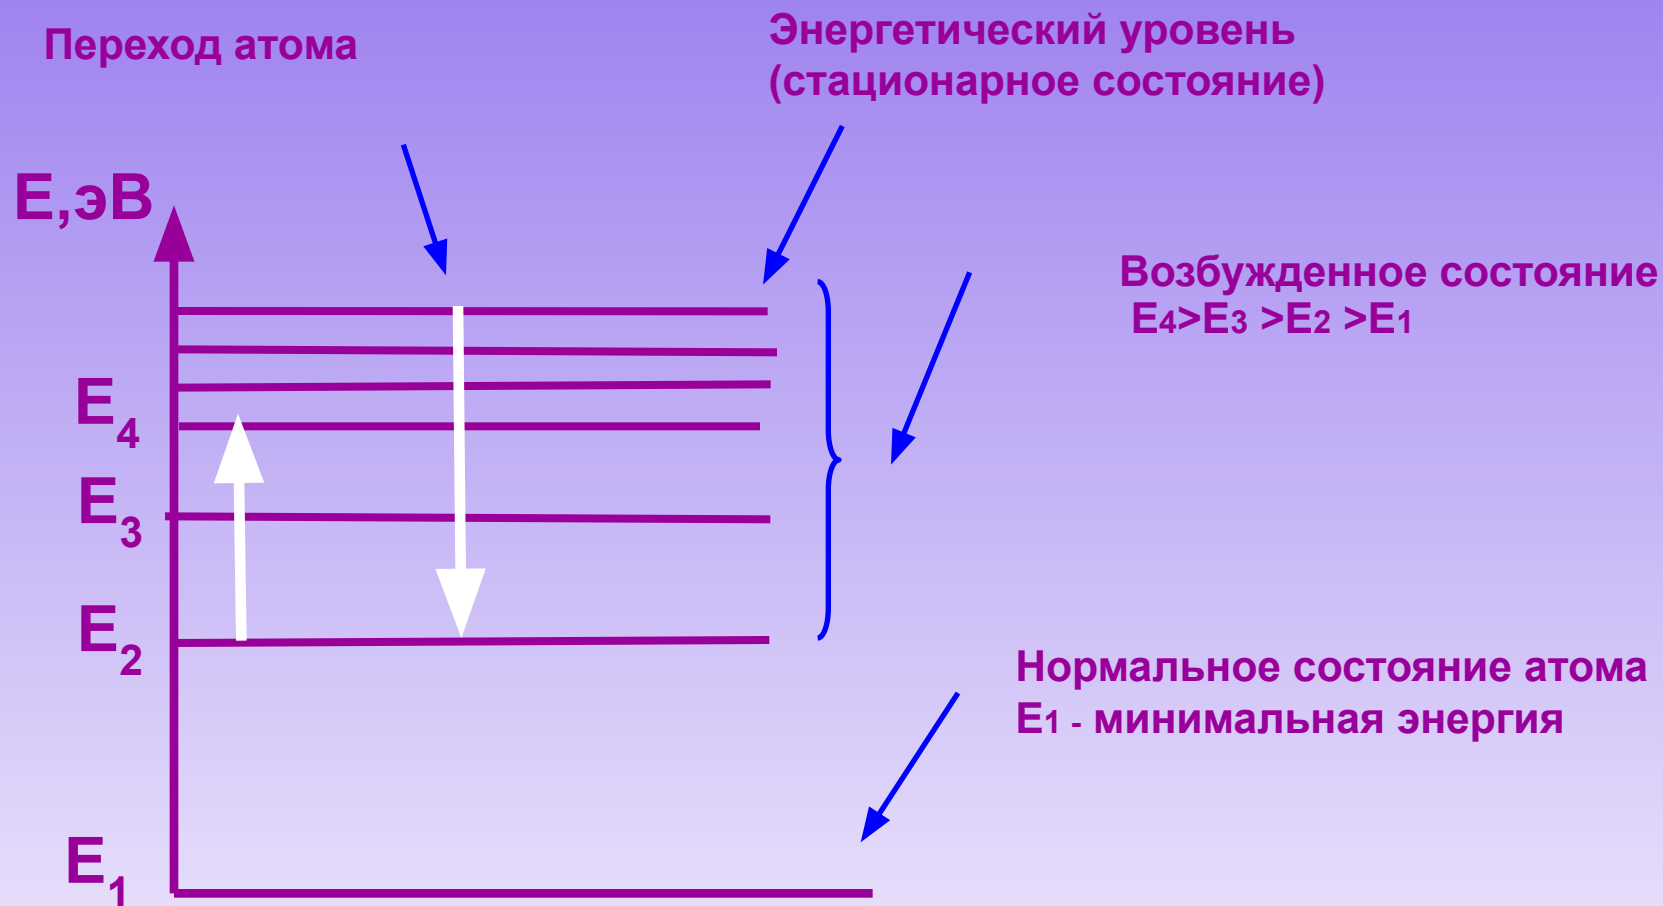 Переход атома
Энергетический уровень
(стационарное состояние)
Е,эВ
Возбужденное состояние
Е4>Е3 >Е2 >Е1
Е4
Е3
Е2
Нормальное состояние атома
Е1 - минимальная энергия
Е1